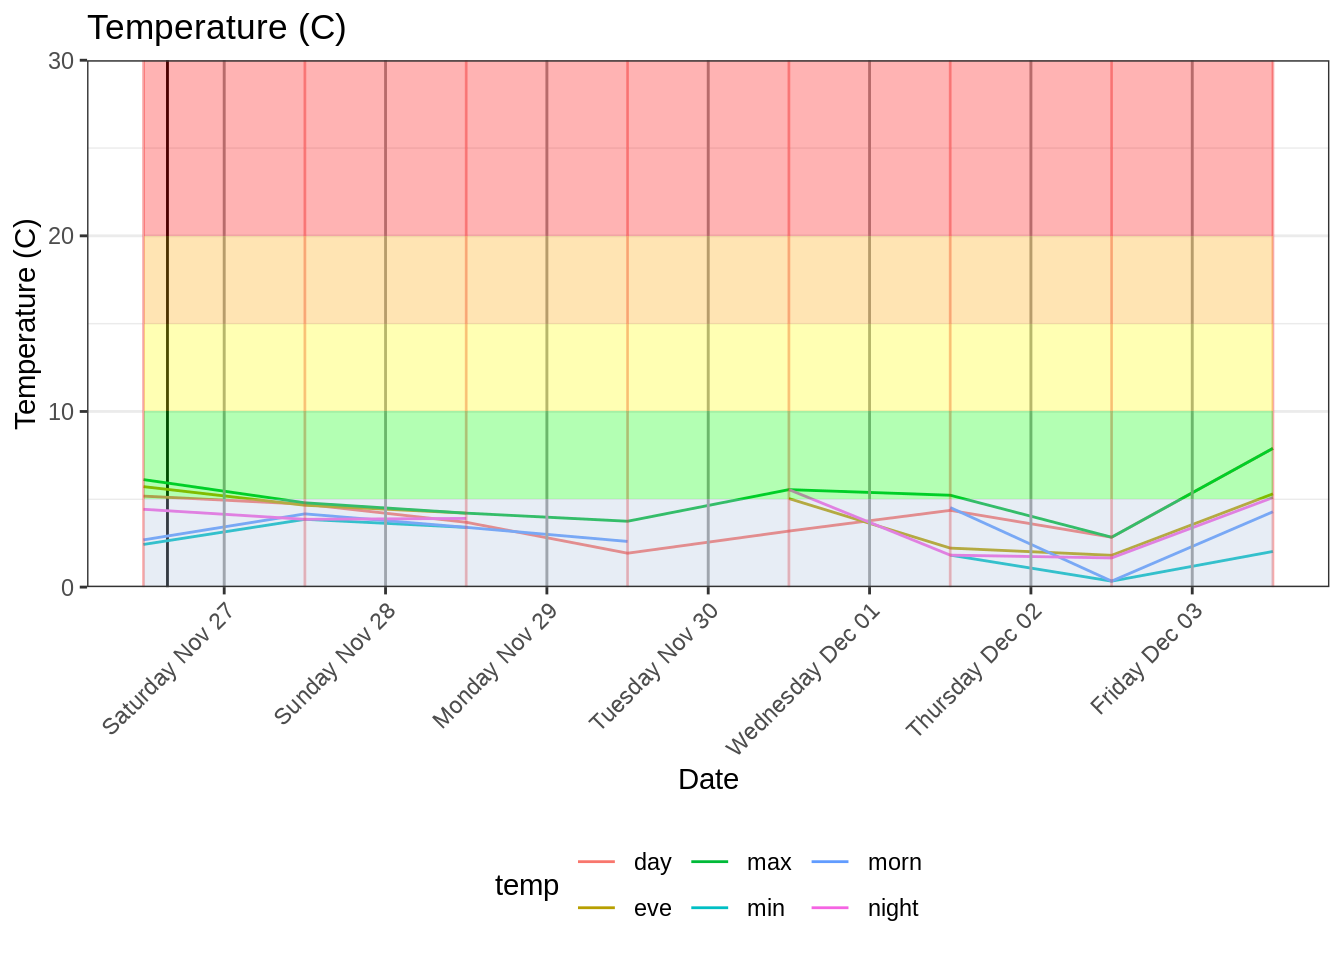 Temperature (C)
Temperature (C)
30
20
10
0
Saturday Nov 27
Sunday Nov 28
Monday Nov 29
Tuesday Nov 30
Wednesday Dec 01
Thursday Dec 02
Friday Dec 03
Date
temp
day
max
morn
eve
min
night